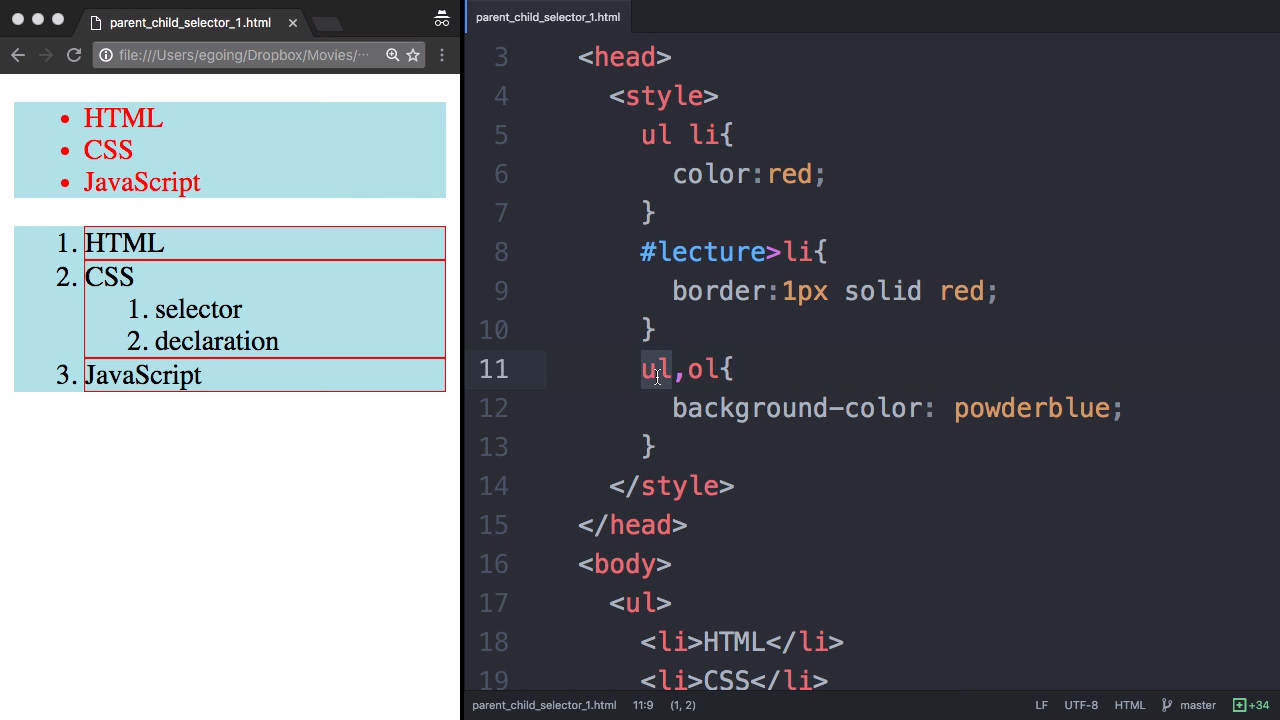 parent_child_selector_1.html
file:///Users/egoing/Dropbox/Movies/···
• HTML
• CSS
• JavaScript
1. HTML
2. CSS
1. selector
2. declaration
3. JavaScript
parent_child_selector_1.html
3 <head>
4 <style>
5 ul li{
6 color:red;
7 }
8 #lecture>li{
9 border:1px solid red;
10 }
11 ul,ol{
12 background-color: powderblue;
13 }
14 </style>
15 </head>
16 <body>
17 <ul>
18 <li>HTML</li>
19 <li>CSS</li>
parent_child_selector_1.html 11:9 (1, 2) LF UTF-8 HTML master +34